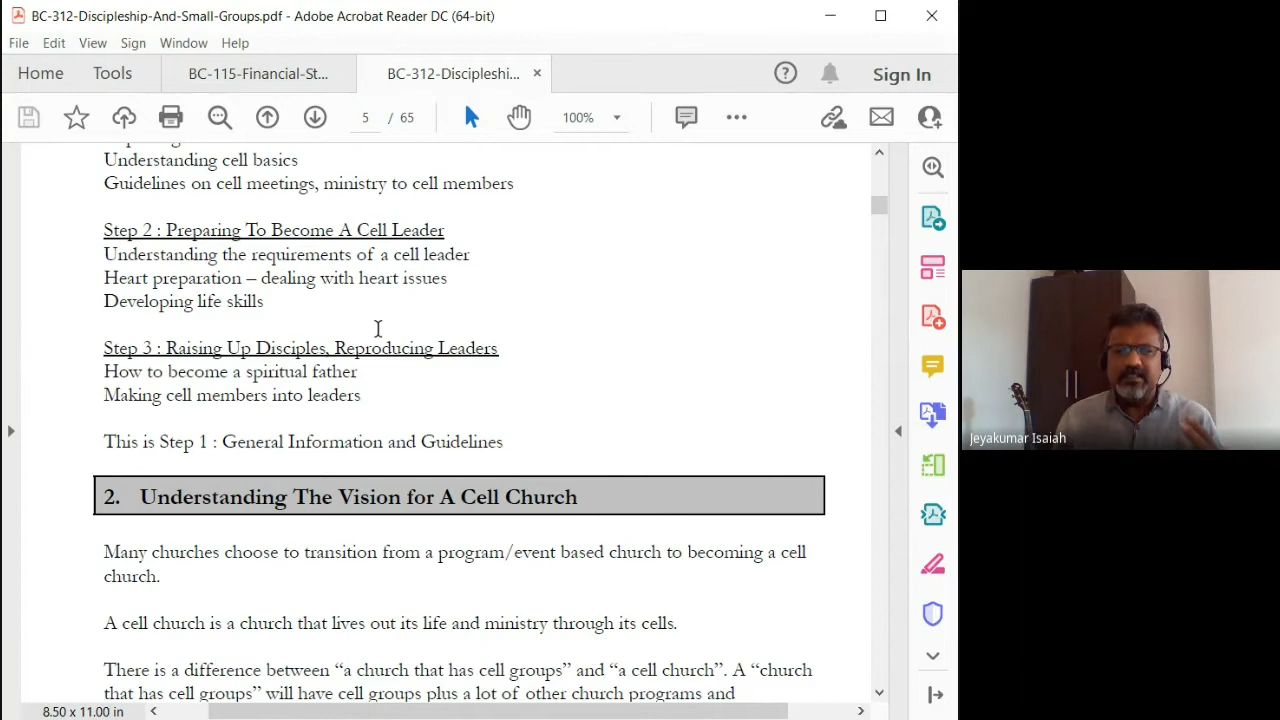 BC-312-Discipleship-And-Small-Groups.pdf - Adobe Acrobat Reader DC (64-bit)
File Edit View Sign Window Help
Home Tools BC-115-Financial-St... BC-312-Discipleshi... Sign In
5 / 65 100%
Understanding cell basics
Guidelines on cell meetings, ministry to cell members
Step 2 : Preparing To Become A Cell Leader
Understanding the requirements of a cell leader
Heart preparation – dealing with heart issues
Developing life skills
Step 3 : Raising Up Disciples, Reproducing Leaders
How to become a spiritual father
Making cell members into leaders
This is Step 1 : General Information and Guidelines
2. Understanding The Vision for A Cell Church
Many churches choose to transition from a program/event based church to becoming a cell
church.
A cell church is a church that lives out its life and ministry through its cells.
There is a difference between “a church that has cell groups” and “a cell church”. A “church
that has cell groups” will have cell groups plus a lot of other church programs and
8.50 x 11.00 in
Jeyakumar Isaiah